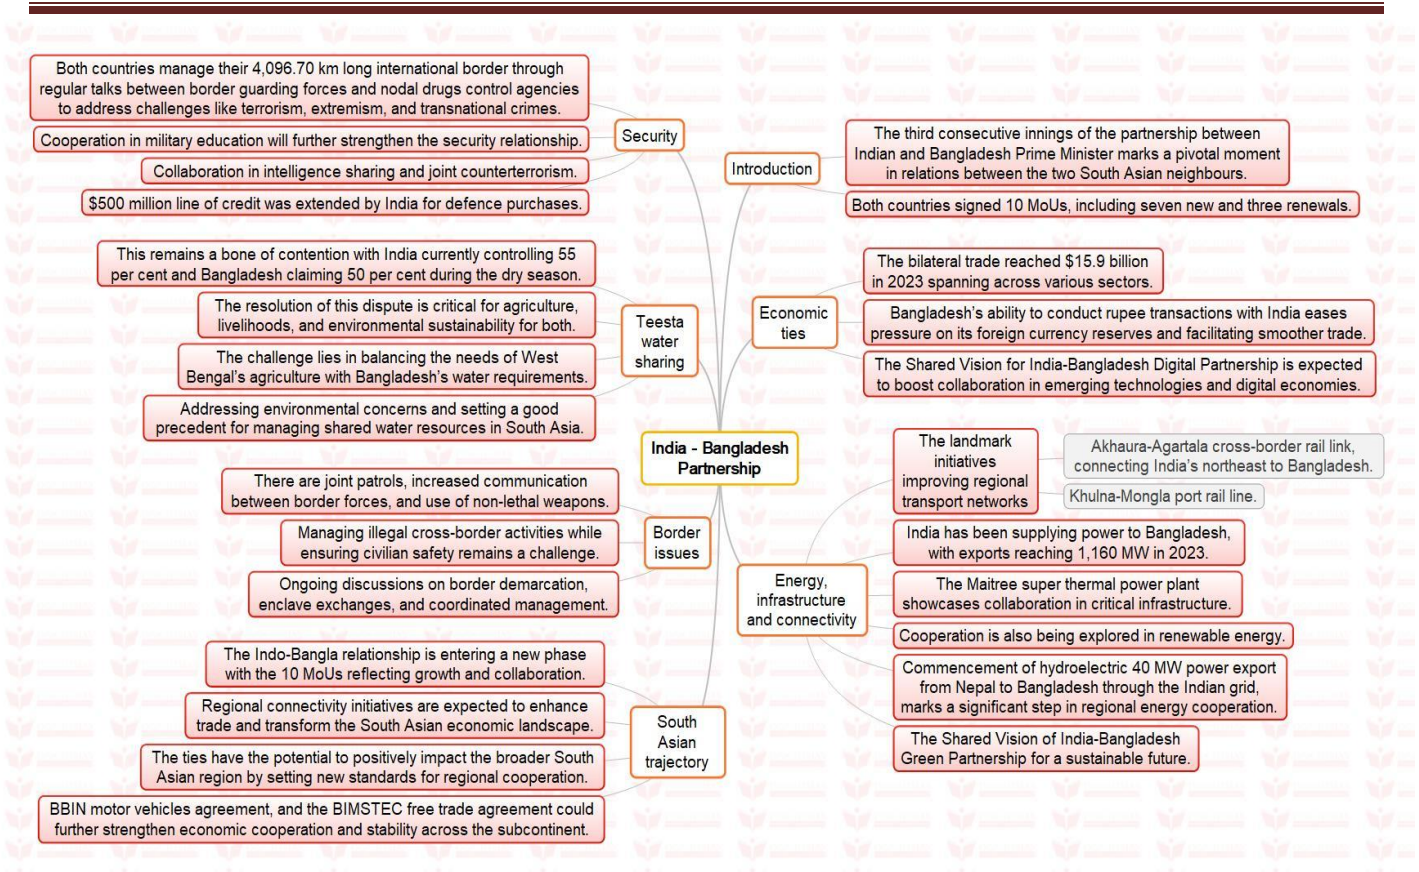 India - Bangladesh
Partnership
Introduction
The third consecutive innings of the partnership between
Indian and Bangladesh Prime Minister marks a pivotal moment
in relations between the two South Asian neighbours.
Both countries signed 10 MoUs, including seven new and three renewals.
Economic
ties
The bilateral trade reached $15.9 billion
in 2023 spanning across various sectors.
Bangladesh's ability to conduct rupee transactions with India eases
pressure on its foreign currency reserves and facilitating smoother trade.
The Shared Vision for India-Bangladesh Digital Partnership is expected
to boost collaboration in emerging technologies and digital economies.
Energy,
infrastructure
and connectivity
The landmark
initiatives
improving regional
transport networks
Akhaura-Agartala cross-border rail link,
connecting India's northeast to Bangladesh.
Khulna-Mongla port rail line.
India has been supplying power to Bangladesh,
with exports reaching 1,160 MW in 2023.
The Maitree super thermal power plant
showcases collaboration in critical infrastructure.
Cooperation is also being explored in renewable energy.
Commencement of hydroelectric 40 MW power export
from Nepal to Bangladesh through the Indian grid,
marks a significant step in regional energy cooperation.
The Shared Vision of India-Bangladesh
Green Partnership for a sustainable future.
Security
Both countries manage their 4,096.70 km long international border through
regular talks between border guarding forces and nodal drugs control agencies
to address challenges like terrorism, extremism, and transnational crimes.
Cooperation in military education will further strengthen the security relationship.
Collaboration in intelligence sharing and joint counterterrorism.
$500 million line of credit was extended by India for defence purchases.
Teesta
water
sharing
This remains a bone of contention with India currently controlling 55
per cent and Bangladesh claiming 50 per cent during the dry season.
The resolution of this dispute is critical for agriculture,
livelihoods, and environmental sustainability for both.
The challenge lies in balancing the needs of West
Bengal's agriculture with Bangladesh's water requirements.
Addressing environmental concerns and setting a good
precedent for managing shared water resources in South Asia.
Border
issues
There are joint patrols, increased communication
between border forces, and use of non-lethal weapons.
Managing illegal cross-border activities while
ensuring civilian safety remains a challenge.
Ongoing discussions on border demarcation,
enclave exchanges, and coordinated management.
South
Asian
trajectory
The Indo-Bangla relationship is entering a new phase
with the 10 MoUs reflecting growth and collaboration.
Regional connectivity initiatives are expected to enhance
trade and transform the South Asian economic landscape.
The ties have the potential to positively impact the broader South
Asian region by setting new standards for regional cooperation.
BBIN motor vehicles agreement, and the BIMSTEC free trade agreement could
further strengthen economic cooperation and stability across the subcontinent.